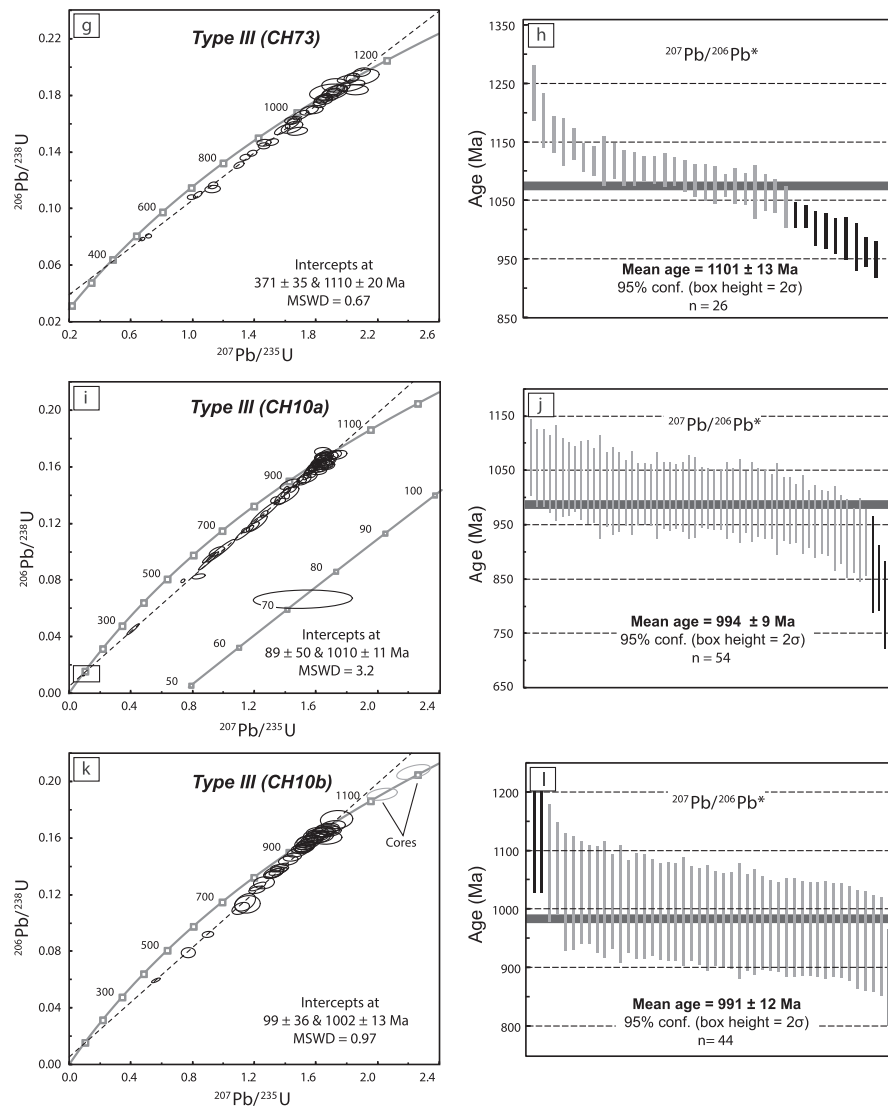 g
Type III (CH73)
0.22
0.18
0.14
0.10
0.06
0.02
206Pb/238U
400
600
800
1000
1200
Intercepts at
371 ± 35 & 1110 ± 20 Ma
MSWD = 0.67
0.2
0.6
1.0
1.4
1.8
2.2
2.6
207Pb/235U
h
207Pb/206Pb*
1350
1250
1150
1050
950
850
Age (Ma)
Mean age = 1101 ± 13 Ma
95% conf. (box height = 2σ)
n = 26
i
Type III (CH10a)
0.20
0.16
0.12
0.08
0.04
0.00
206Pb/238U
300
500
700
900
1100
50
60
70
80
90
100
Intercepts at
89 ± 50 & 1010 ± 11 Ma
MSWD = 3.2
0.0
0.4
0.8
1.2
1.6
2.0
2.4
207Pb/235U
j
207Pb/206Pb*
1150
1050
950
850
750
650
Age (Ma)
Mean age = 994 ± 9 Ma
95% conf. (box height = 2σ)
n = 54
k
Type III (CH10b)
0.20
0.16
0.12
0.08
0.04
0.00
206Pb/238U
300
500
700
900
1100
Cores
Intercepts at
99 ± 36 & 1002 ± 13 Ma
MSWD = 0.97
0.0
0.4
0.8
1.2
1.6
2.0
2.4
207Pb/235U
l
207Pb/206Pb*
1200
1100
1000
900
800
Age (Ma)
Mean age = 991 ± 12 Ma
95% conf. (box height = 2σ)
n= 44